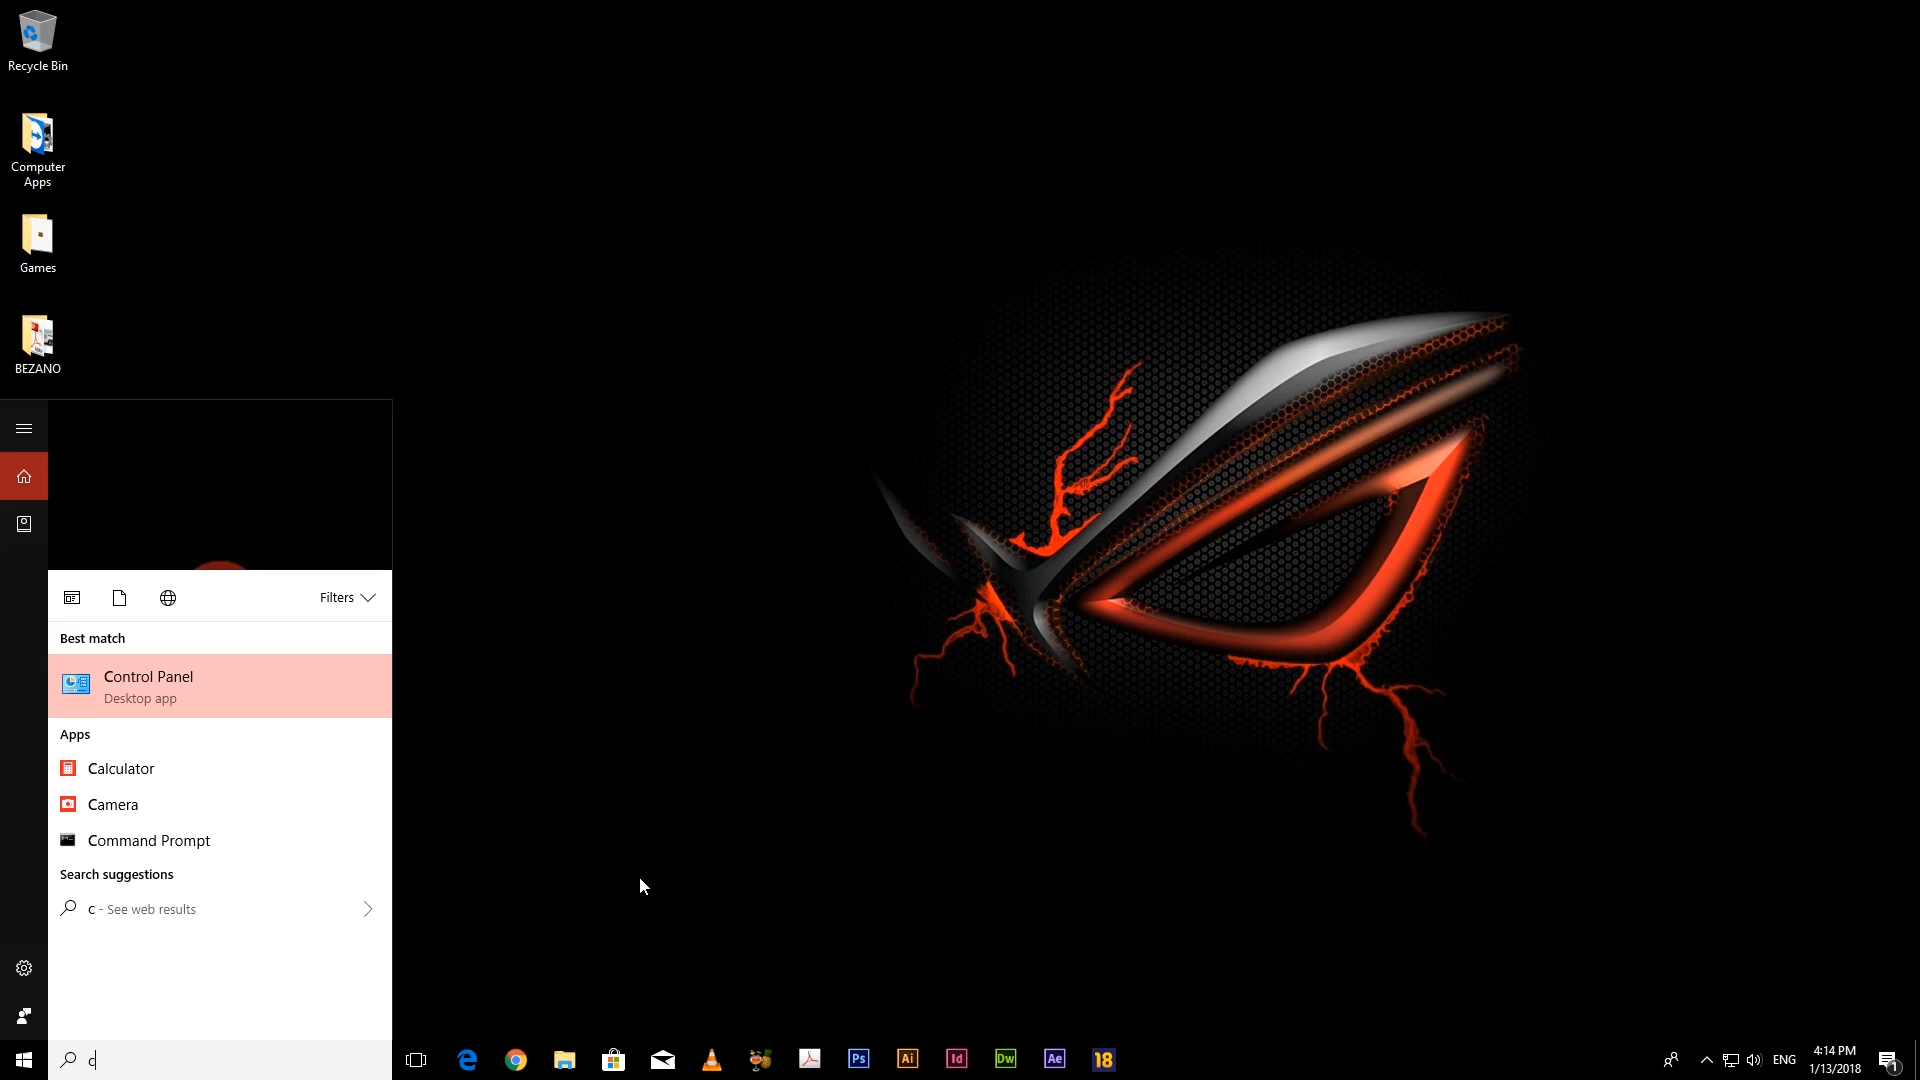 Recycle Bin
Computer
Apps
Games
BEZANO
Filters
Best match
Control Panel
Desktop app
Apps
Calculator
Camera
Command Prompt
Search suggestions
c - See web results
c
Ps
Ai
Id
Dw
Ae
18
ENG
4:14 PM
1/13/2018
1